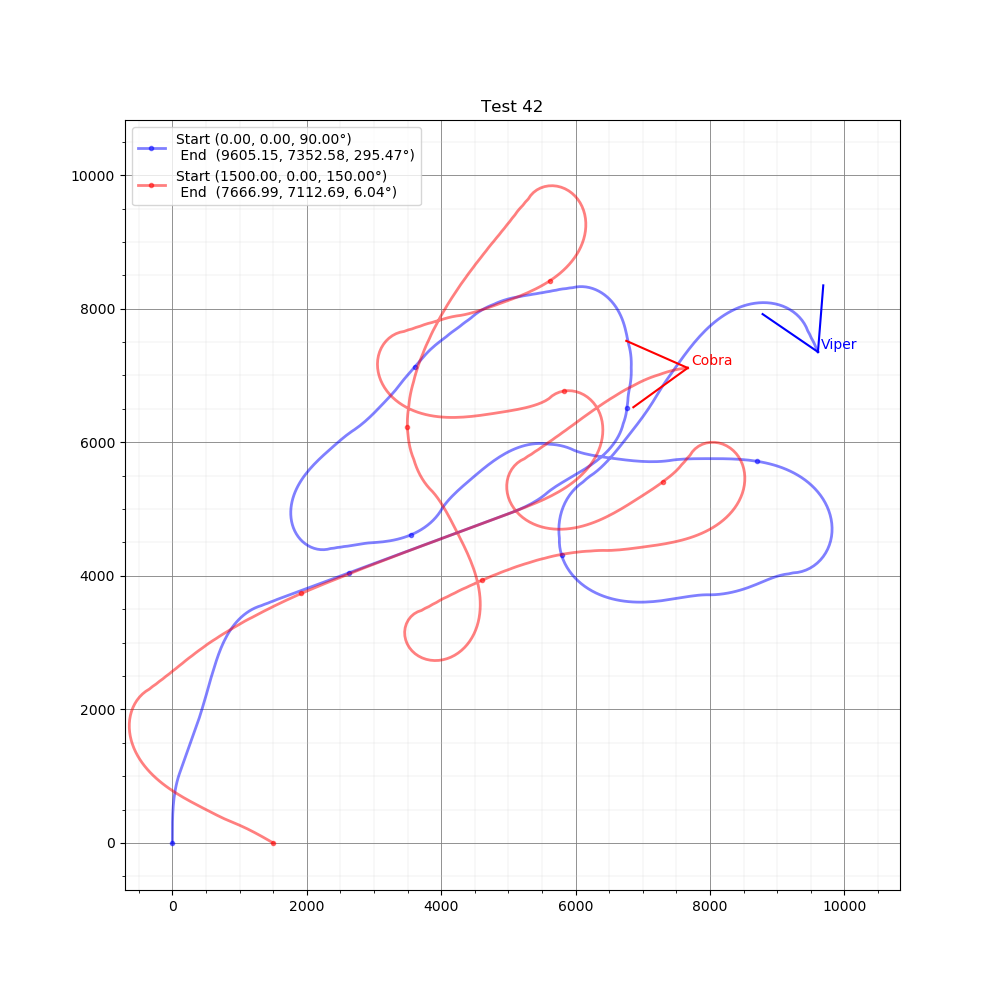 Test 42
Start (0.00, 0.00, 90.00°)
End  (9605.15, 7352.58, 295.47°)
Start (1500.00, 0.00, 150.00°)
End  (7666.99, 7112.69, 6.04°)
10000
8000
6000
4000
2000
0
Viper
Cobra
0
2000
4000
6000
8000
10000